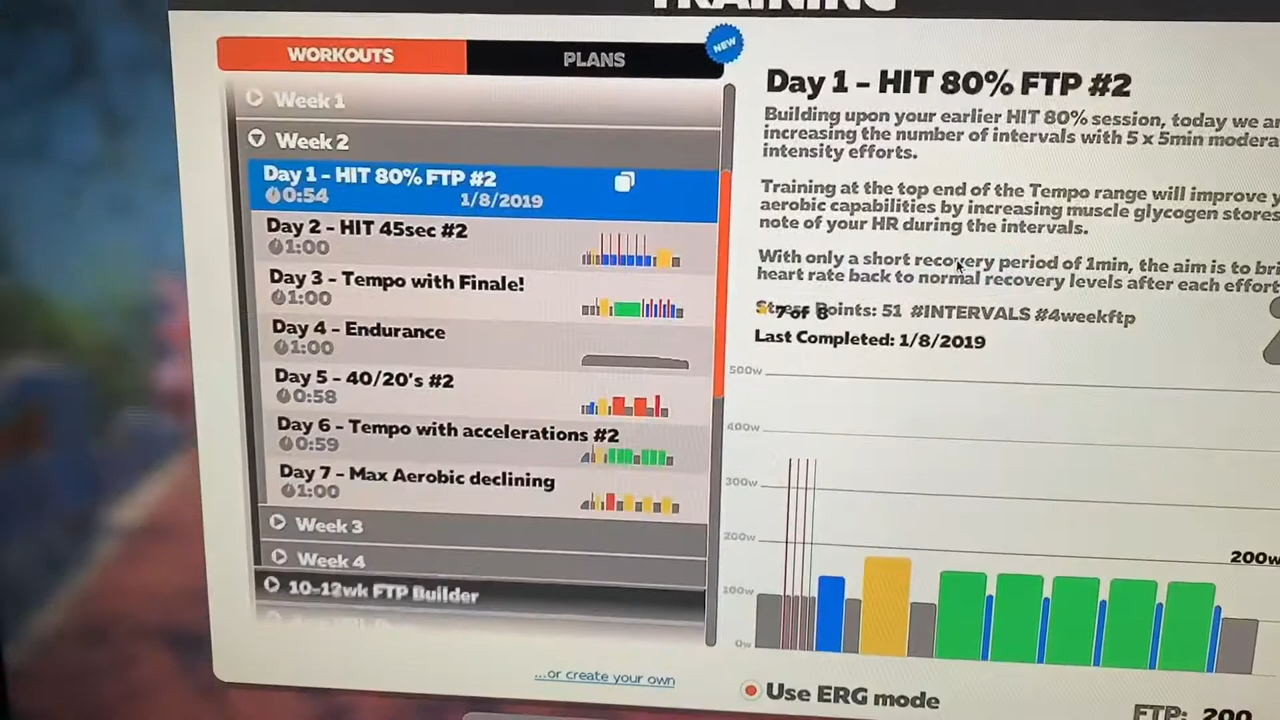 TRAINING
WORKOUTS
PLANS
NEW
Week 1
Week 2
Day 1 - HIT 80% FTP #2
0:54
1/8/2019
Day 2 - HIT 45sec #2
1:00
Day 3 - Tempo with Finale!
1:00
Day 4 - Endurance
1:00
Day 5 - 40/20's #2
0:58
Day 6 - Tempo with accelerations #2
0:59
Day 7 - Max Aerobic declining
1:00
Week 3
Week 4
10-12wk FTP Builder
...or create your own
Day 1 - HIT 80% FTP #2
Building upon your earlier HIT 80% session, today we ar
increasing the number of intervals with 5 x 5min modera
intensity efforts.
Training at the top end of the Tempo range will improve y
aerobic capabilities by increasing muscle glycogen stores
note of your HR during the intervals.
With only a short recovery period of 1min, the aim is to bri
heart rate back to normal recovery levels after each effort
7 of 8
Stress Points: 51 #INTERVALS #4weekftp
Last Completed: 1/8/2019
500w
400w
300w
200w
200w
100w
0w
Use ERG mode
FTP: 200